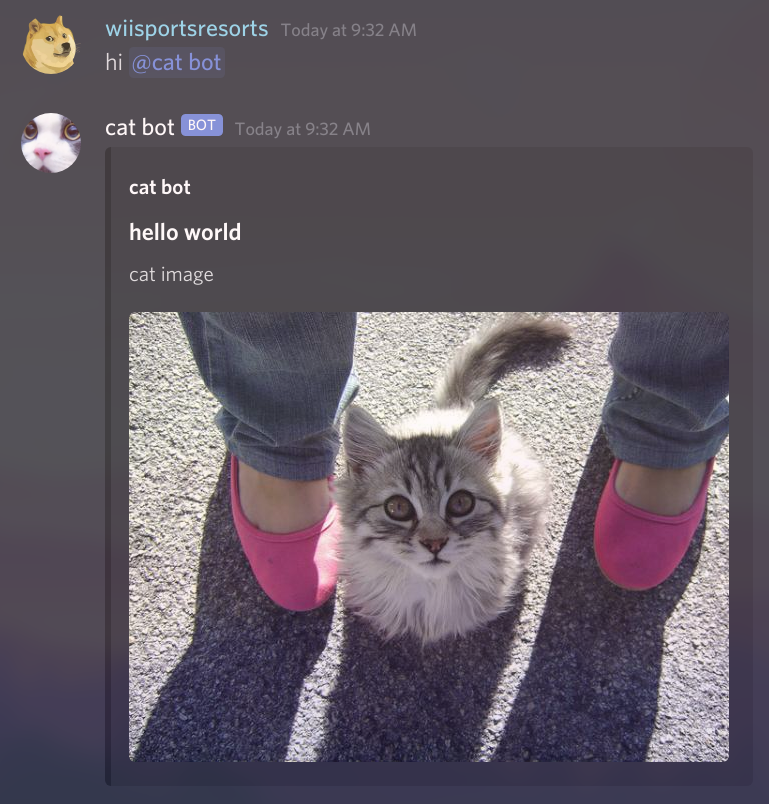 wiisportsresorts Today at 9:32 AM
hi @cat bot
cat bot BOT Today at 9:32 AM
cat bot
hello world
cat image